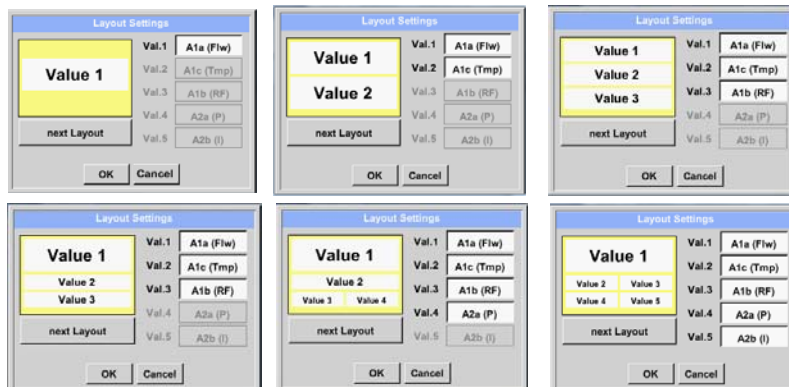 Layout Settings
Value 1
Val.1 A1a (Flw)
Val.2 A1c (Tmp)
Val.3 A1b (RF)
Val.4 A2a (P)
Val.5 A2b (I)
next Layout
OK Cancel
Layout Settings
Value 1
Value 2
Val.1 A1a (Flw)
Val.2 A1c (Tmp)
Val.3 A1b (RF)
Val.4 A2a (P)
Val.5 A2b (I)
next Layout
OK Cancel
Layout Settings
Value 1
Value 2
Value 3
Val.1 A1a (Flw)
Val.2 A1c (Tmp)
Val.3 A1b (RF)
Val.4 A2a (P)
Val.5 A2b (I)
next Layout
OK Cancel
Layout Settings
Value 1
Value 2
Value 3
Val.1 A1a (Flw)
Val.2 A1c (Tmp)
Val.3 A1b (RF)
Val.4 A2a (P)
Val.5 A2b (I)
next Layout
OK Cancel
Layout Settings
Value 1
Value 2
Value 3 Value 4
Val.1 A1a (Flw)
Val.2 A1c (Tmp)
Val.3 A1b (RF)
Val.4 A2a (P)
Val.5 A2b (I)
next Layout
OK Cancel
Layout Settings
Value 1
Value 2 Value 3
Value 4 Value 5
Val.1 A1a (Flw)
Val.2 A1c (Tmp)
Val.3 A1b (RF)
Val.4 A2a (P)
Val.5 A2b (I)
next Layout
OK Cancel